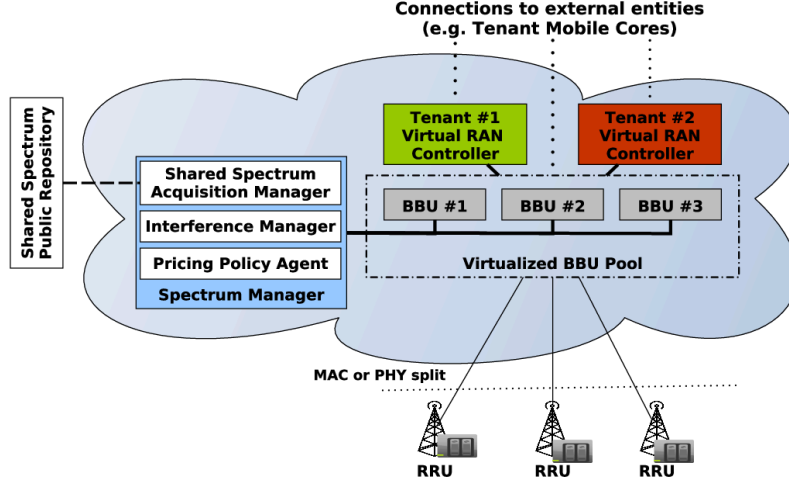 Connections to external entities
(e.g. Tenant Mobile Cores)
Shared Spectrum
Public Repository
Tenant #1
Virtual RAN
Controller
Tenant #2
Virtual RAN
Controller
Shared Spectrum
Acquisition Manager
Interference Manager
Pricing Policy Agent
Spectrum Manager
BBU #1
BBU #2
BBU #3
Virtualized BBU Pool
MAC or PHY split
RRU
RRU
RRU